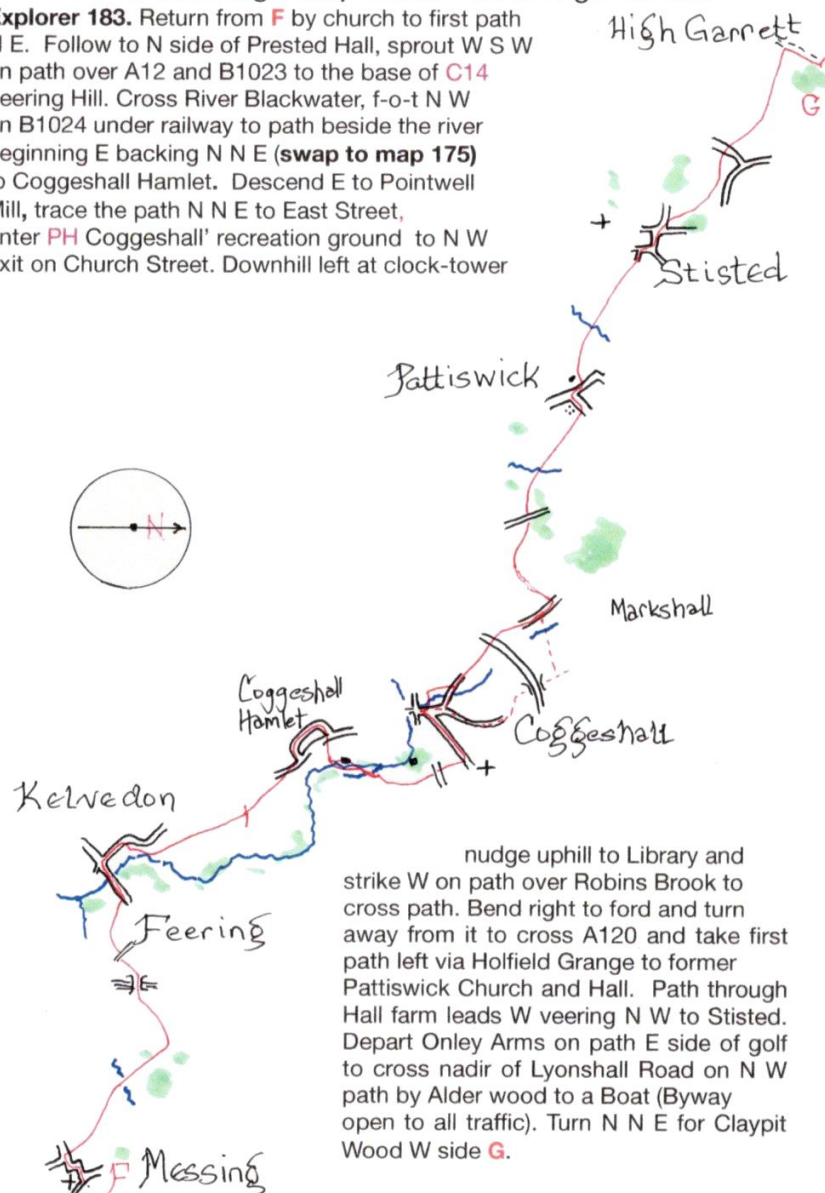 xplorer 183. Return from F by church to first path
E. Follow to N side of Prested Hall, sprout W S W
n path over A12 and B1023 to the base of C14
eering Hill. Cross River Blackwater, f-o-t N W
n B1024 under railway to path beside the river
eginning E backing N N E (swap to map 175)
o Coggeshall Hamlet. Descend E to Pointwell
ill, trace the path N N E to East Street,
nter PH Coggeshall' recreation ground to N W
xit on Church Street. Downhill left at clock-tower
High Garrett
G
Stisted
Pattiswick
N
Markshall
Coggeshall
Hamlet
Coggeshall
Kelvedon
Feering
nudge uphill to Library and
strike W on path over Robins Brook to
cross path. Bend right to ford and turn
away from it to cross A120 and take first
path left via Holfield Grange to former
Pattiswick Church and Hall. Path through
Hall farm leads W veering N W to Stisted.
Depart Onley Arms on path E side of golf
to cross nadir of Lyonshall Road on N W
path by Alder wood to a Boat (Byway
open to all traffic). Turn N N E for Claypit
Wood W side G.
F Messing